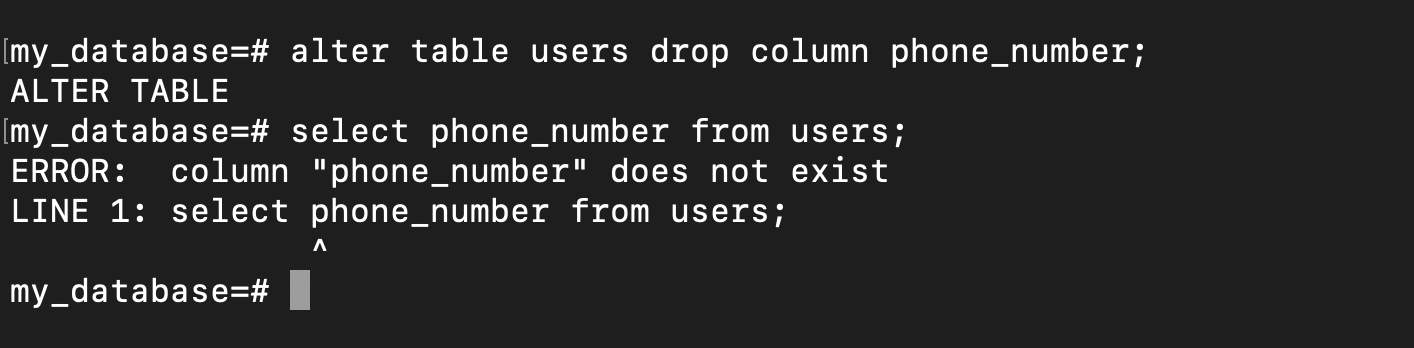 [my_database=# alter table users drop column phone_number;
ALTER TABLE
[my_database=# select phone_number from users;
ERROR:  column "phone_number" does not exist
LINE 1: select phone_number from users;
               ^
my_database=#